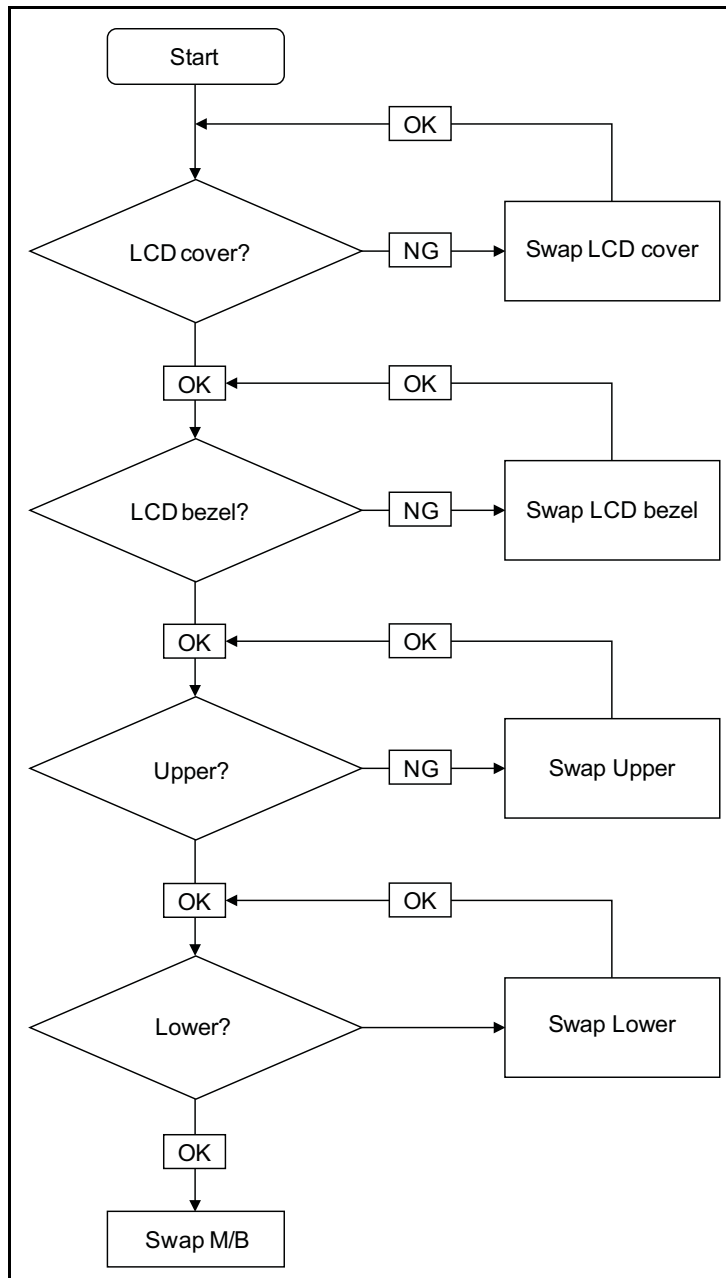 Start
OK
LCD cover?
NG
Swap LCD cover
OK
OK
LCD bezel?
NG
Swap LCD bezel
OK
OK
Upper?
NG
Swap Upper
OK
OK
Lower?
Swap Lower
OK
Swap M/B